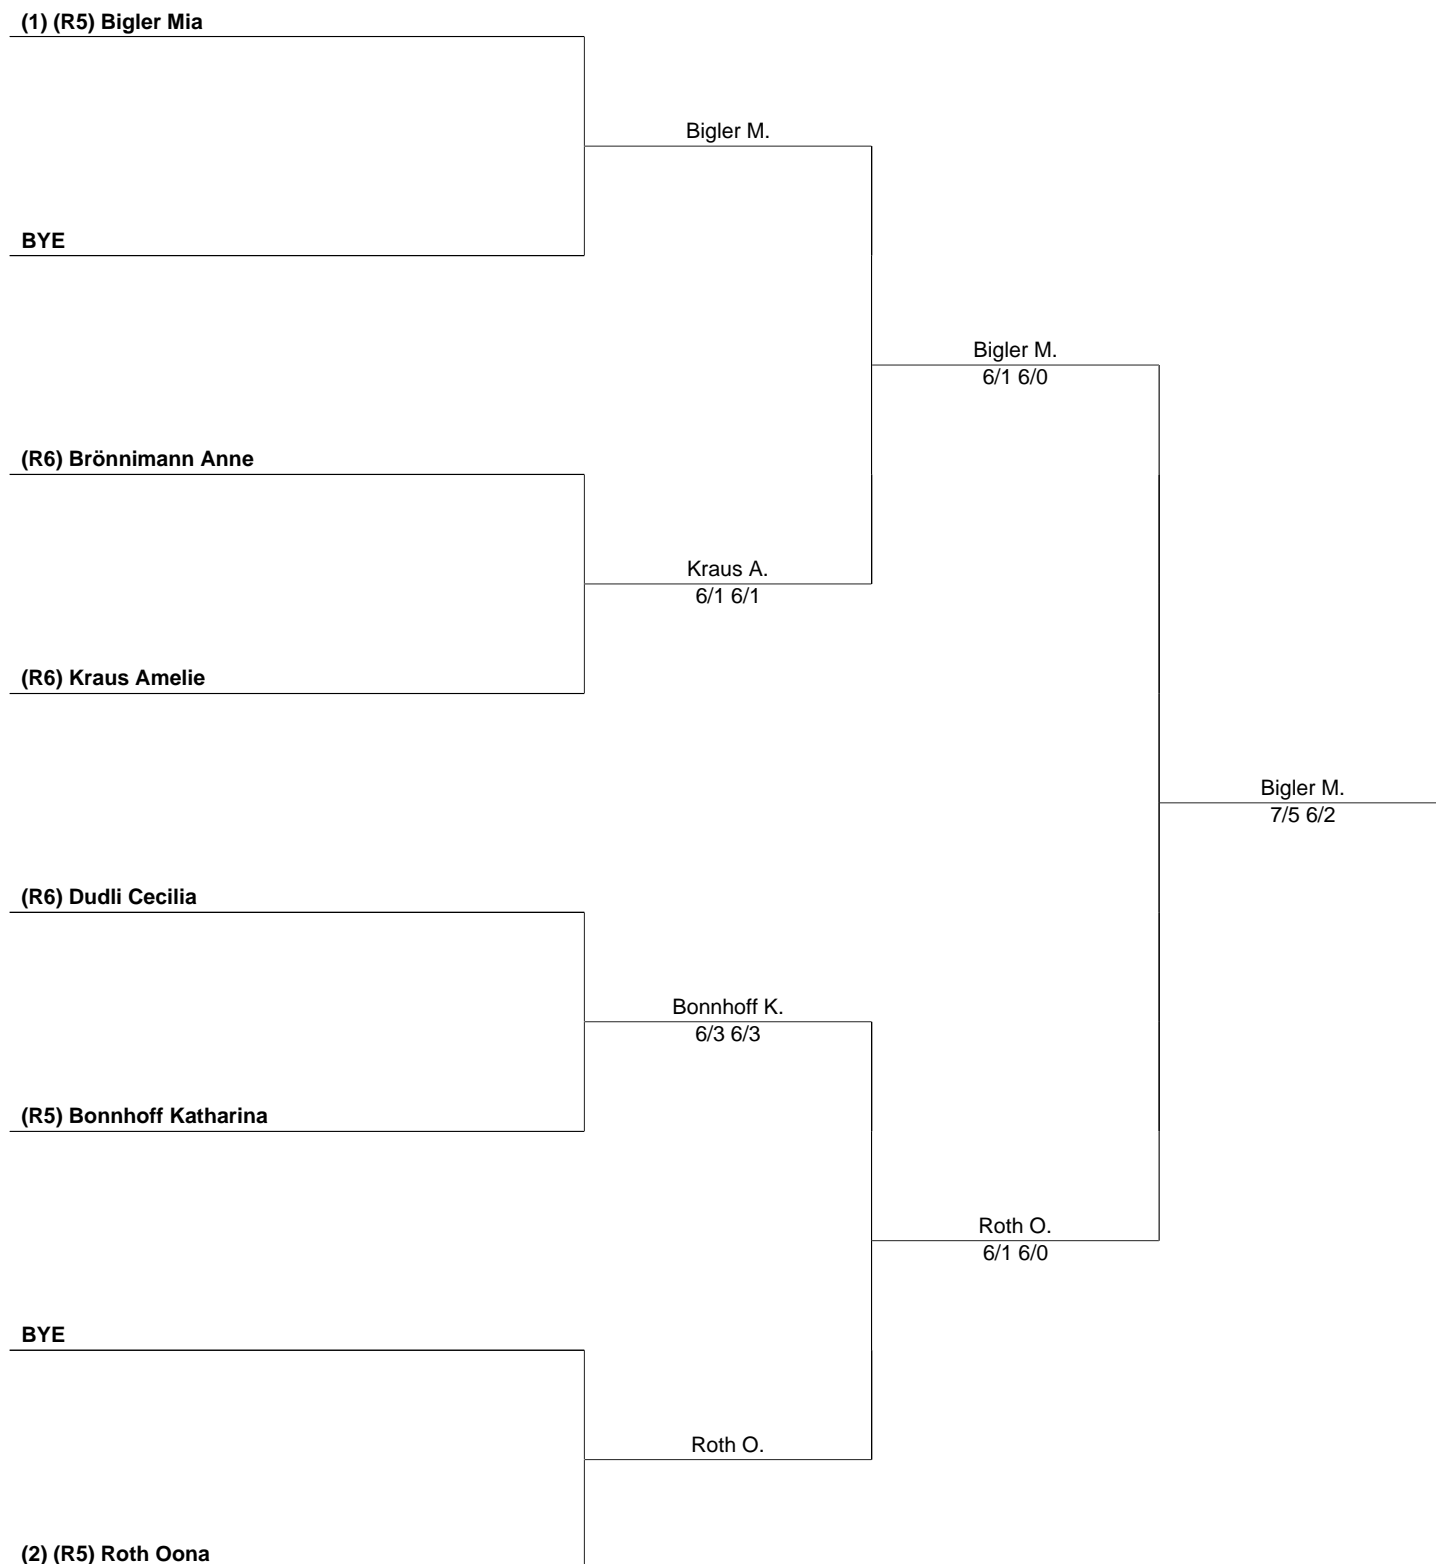 (1) (R5) Bigler Mia
Bigler M.
BYE
Bigler M.
6/1 6/0
(R6) Brönnimann Anne
Kraus A.
6/1 6/1
(R6) Kraus Amelie
Bigler M.
7/5 6/2
(R6) Dudli Cecilia
Bonnhoff K.
6/3 6/3
(R5) Bonnhoff Katharina
Roth O.
6/1 6/0
BYE
Roth O.
(2) (R5) Roth Oona